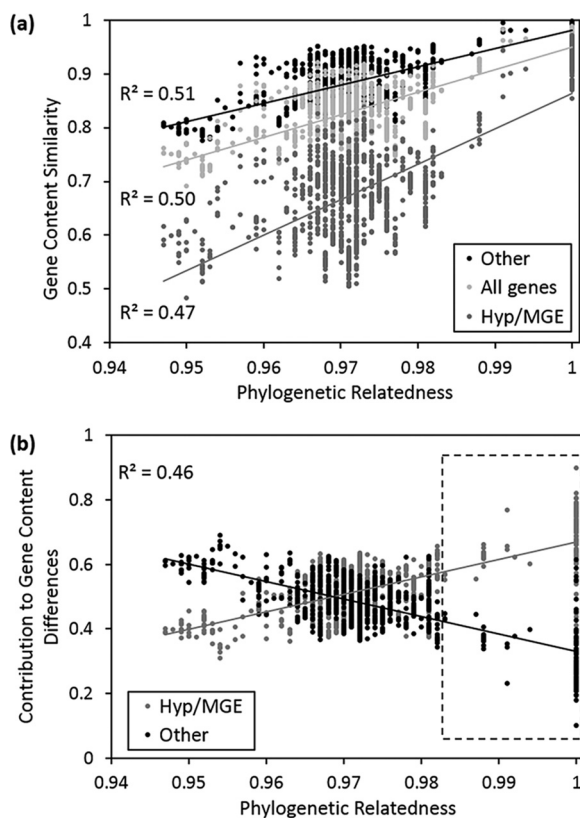 (a)
1
0.9
0.8
0.7
0.6
0.5
0.4
Gene Content Similarity
R² = 0.51
R² = 0.50
R² = 0.47
Other
All genes
Hyp/MGE
0.94 0.95 0.96 0.97 0.98 0.99 1
Phylogenetic Relatedness
(b)
1
0.8
0.6
0.4
0.2
0
Contribution to Gene Content
Differences
R² = 0.46
Hyp/MGE
Other
0.94 0.95 0.96 0.97 0.98 0.99 1
Phylogenetic Relatedness